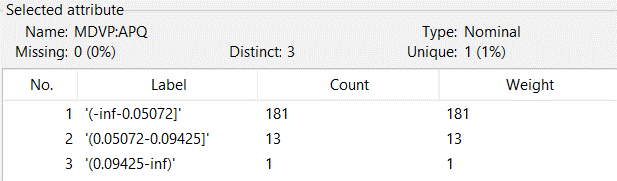 Selected attribute
Name: MDVP:APQ Type: Nominal
Missing: 0 (0%) Distinct: 3 Unique: 1 (1%)
No. Label Count Weight
1 '(-inf-0.05072]' 181 181
2 '(0.05072-0.09425]' 13 13
3 '(0.09425-inf)' 1 1